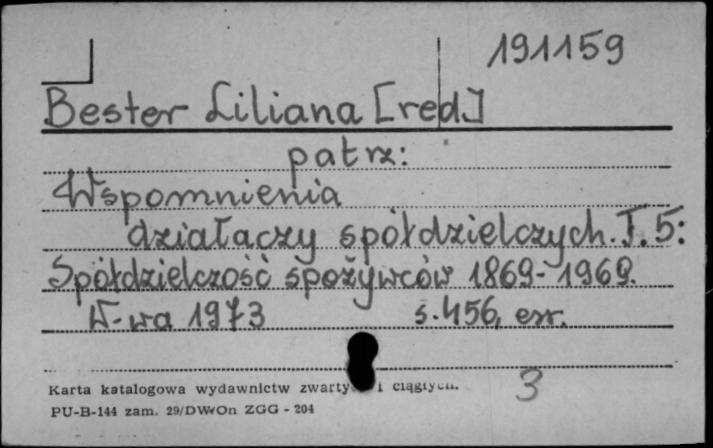 191159
Bester Liliana [red.]
patrz:
Wspomnienia
działaczy spółdzielczych. T. 5:
Spółdzielczość spożywców 1869-1969.
W-wa 1973 s. 456, err.
3
Karta katalogowa wydawnictw zwartych i ciągłych.
PU-B-144 zam. 29/DWOn ZGG - 204